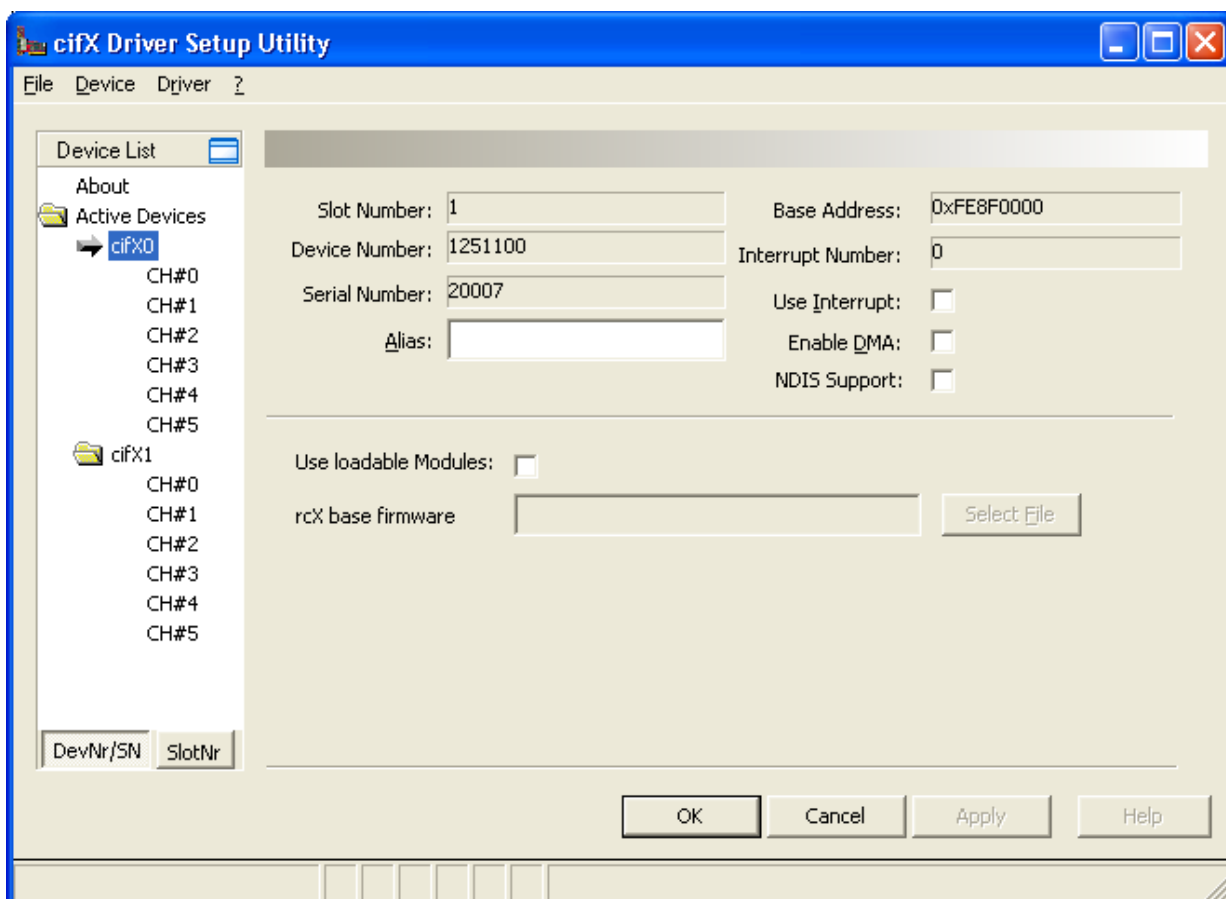 cifX Driver Setup Utility
File Device Driver ?
Device List
About
Active Devices
cifX0
CH#0
CH#1
CH#2
CH#3
CH#4
CH#5
cifX1
CH#0
CH#1
CH#2
CH#3
CH#4
CH#5
DevNr/SN SlotNr
Slot Number: 1
Device Number: 1251100
Serial Number: 20007
Alias:
Base Address: 0xFE8F0000
Interrupt Number: 0
Use Interrupt:
Enable DMA:
NDIS Support:
Use loadable Modules:
rcX base firmware Select File
OK Cancel Apply Help